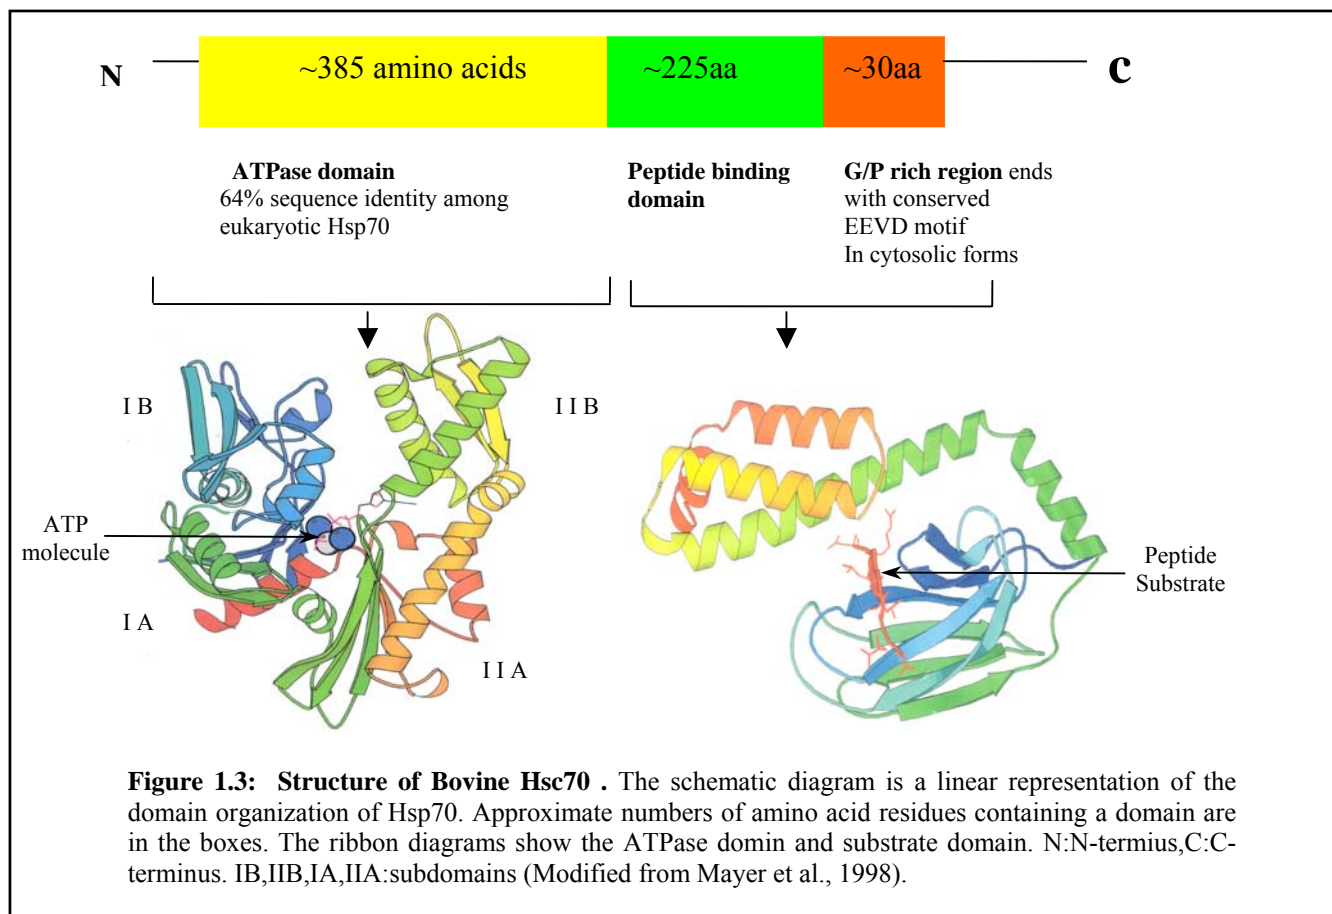 N ~385 amino acids ~225aa ~30aa C
ATPase domain
64% sequence identity among
eukaryotic Hsp70
Peptide binding
domain
G/P rich region ends
with conserved
EEVD motif
In cytosolic forms
I B
I I B
ATP
molecule
I A
I I A
Peptide
Substrate
Figure 1.3: Structure of Bovine Hsc70 . The schematic diagram is a linear representation of the
domain organization of Hsp70. Approximate numbers of amino acid residues containing a domain are
in the boxes. The ribbon diagrams show the ATPase domin and substrate domain. N:N-termius,C:C-
terminus. IB,IIB,IA,IIA:subdomains (Modified from Mayer et al., 1998).